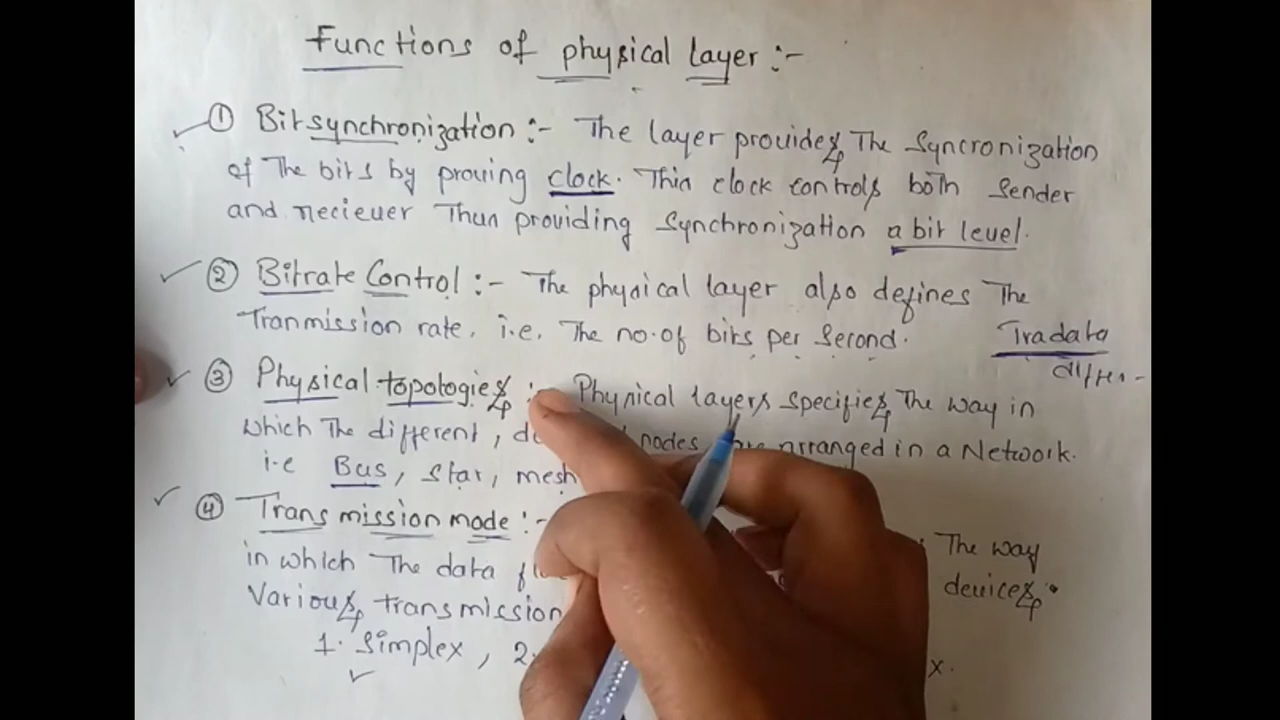 Functions of physical layer :-
① Bitsynchronization :- The layer provides The Syncronization
of The bits by proving clock. This clock controls both Sender
and reciever Thus providing Synchronization a bit level.
② Bitrate Control :- The physical layer also defines The
Tranmission rate. i.e. The no.of bits per Second.
Tradata
③ Physical topologies :- Physical layers specifies The way in
which The different, nodes are arranged in a Network.
i.e Bus, Star, mesh
④ Transmission mode :- The way
in which The data devices.
Various transmission
1. Simplex, 2. x.